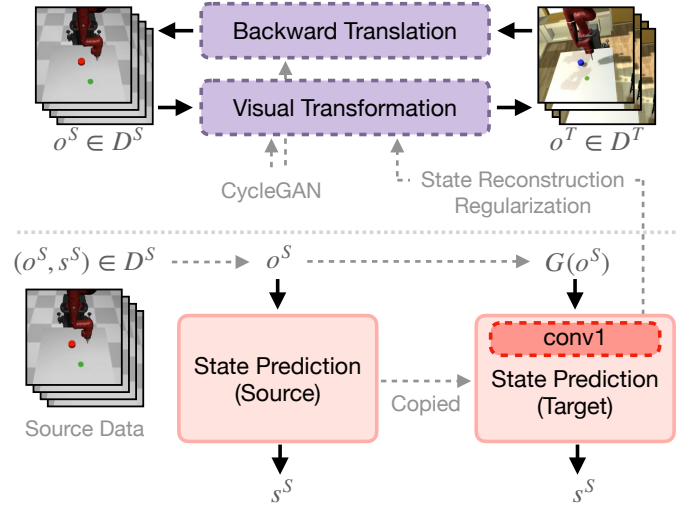 Backward Translation
Visual Transformation
o^S ∈ D^S
o^T ∈ D^T
CycleGAN
State Reconstruction
Regularization
(o^S, s^S) ∈ D^S
o^S
G(o^S)
conv1
State Prediction
(Source)
State Prediction
(Target)
Copied
Source Data
s^S
s^S